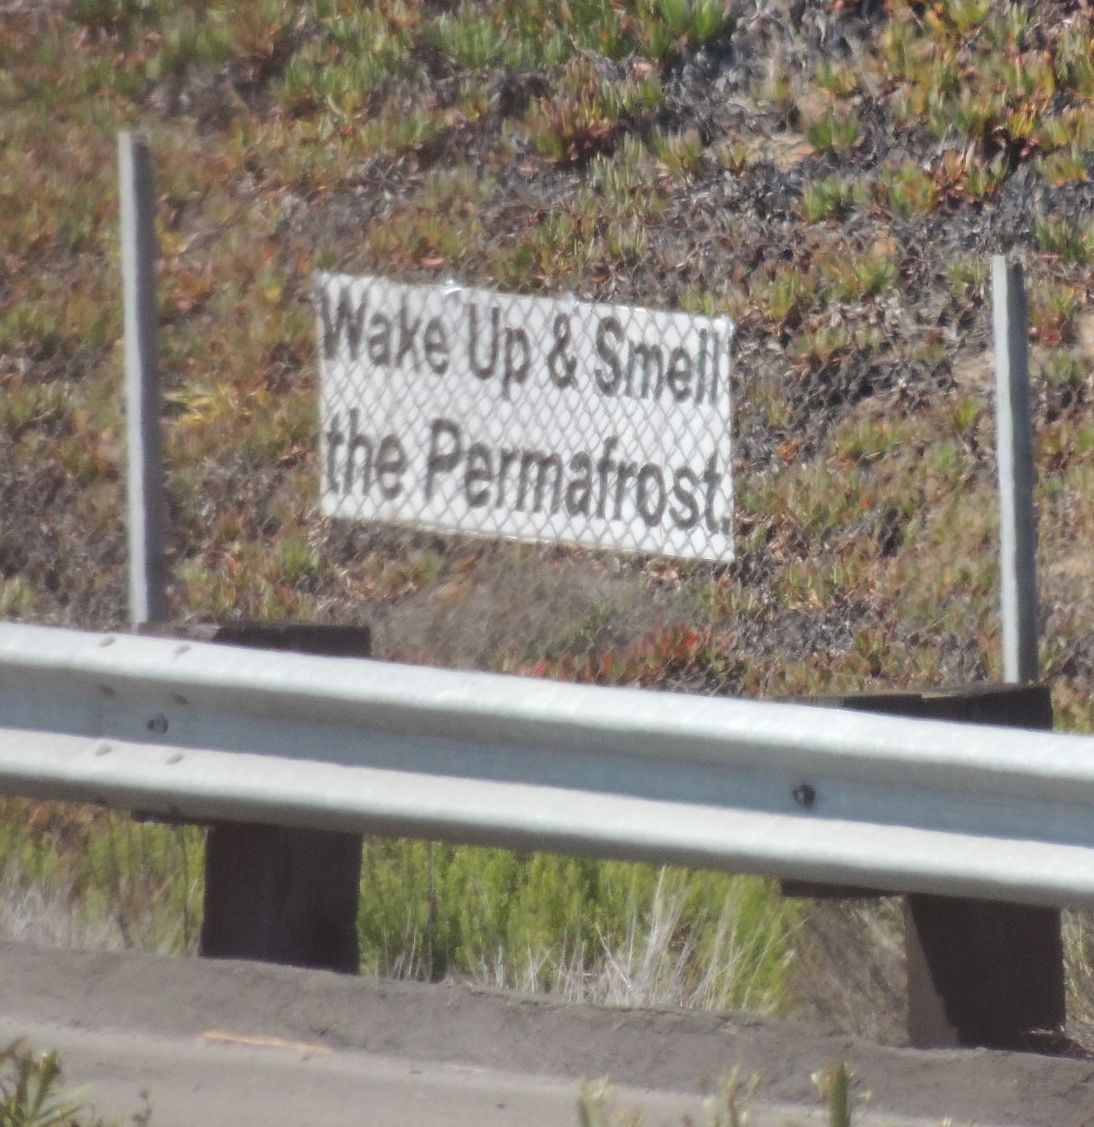 Wake Up & Smell
the Permafrost.